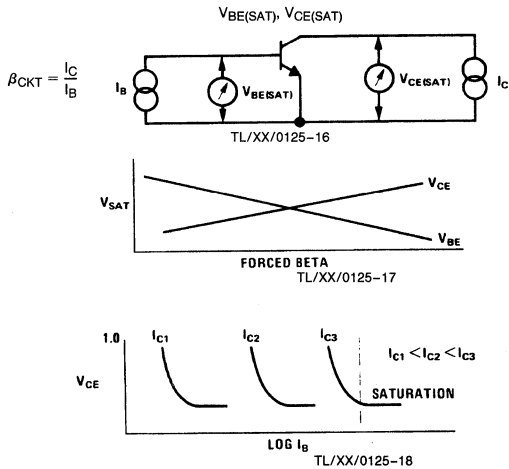 V_BE(SAT), V_CE(SAT)
β_CKT = I_C / I_B
I_B
V_BE(SAT)
V_CE(SAT)
I_C
TL/XX/0125-16
V_SAT
V_CE
V_BE
FORCED BETA
TL/XX/0125-17
1.0
I_C1
I_C2
I_C3
I_C1 < I_C2 < I_C3
V_CE
SATURATION
LOG I_B
TL/XX/0125-18